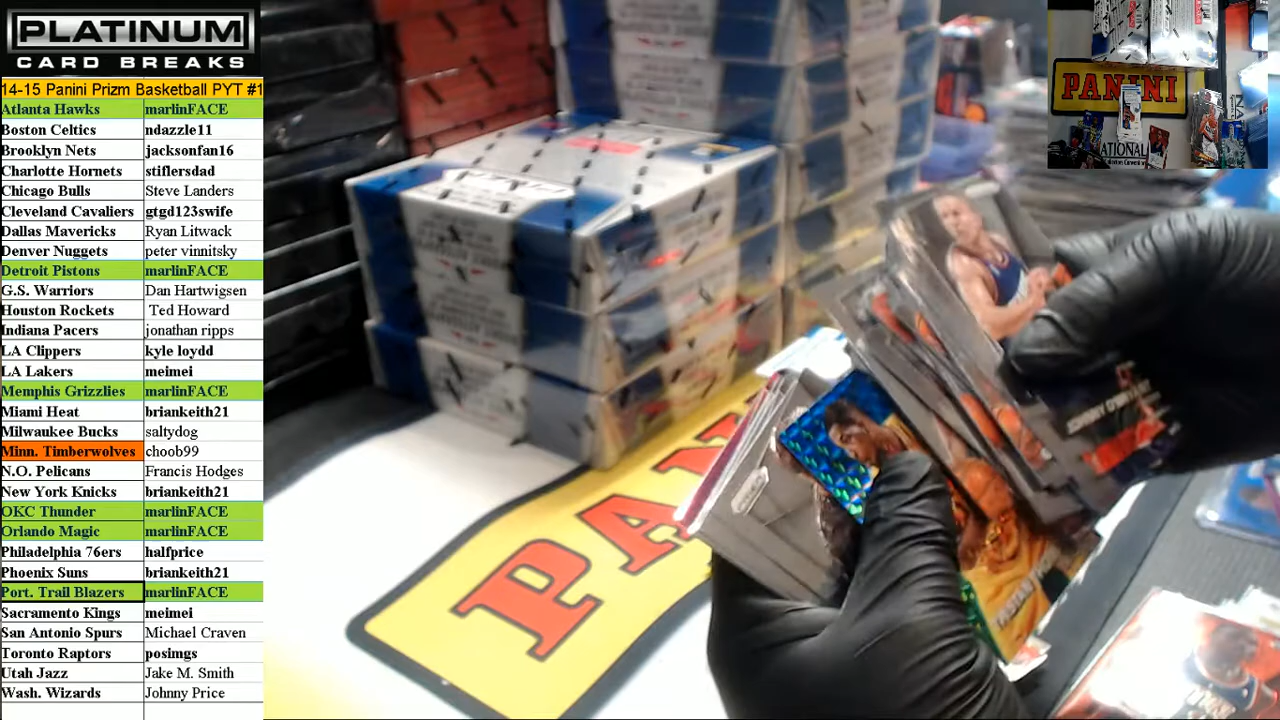 PLATINUM
CARD BREAKS
14-15 Panini Prizm Basketball PYT #1
Atlanta Hawks marlinFACE
Boston Celtics ndazzle11
Brooklyn Nets jacksonfan16
Charlotte Hornets stiflersdad
Chicago Bulls Steve Landers
Cleveland Cavaliers gtgd123swife
Dallas Mavericks Ryan Litwack
Denver Nuggets peter vinnitsky
Detroit Pistons marlinFACE
G.S. Warriors Dan Hartwigsen
Houston Rockets Ted Howard
Indiana Pacers jonathan ripps
LA Clippers kyle loydd
LA Lakers meimei
Memphis Grizzlies marlinFACE
Miami Heat briankeith21
Milwaukee Bucks saltydog
Minn. Timberwolves choob99
N.O. Pelicans Francis Hodges
New York Knicks briankeith21
OKC Thunder marlinFACE
Orlando Magic marlinFACE
Philadelphia 76ers halfprice
Phoenix Suns briankeith21
Port. Trail Blazers marlinFACE
Sacramento Kings meimei
San Antonio Spurs Michael Craven
Toronto Raptors posimgs
Utah Jazz Jake M. Smith
Wash. Wizards Johnny Price
PANINI
PAN